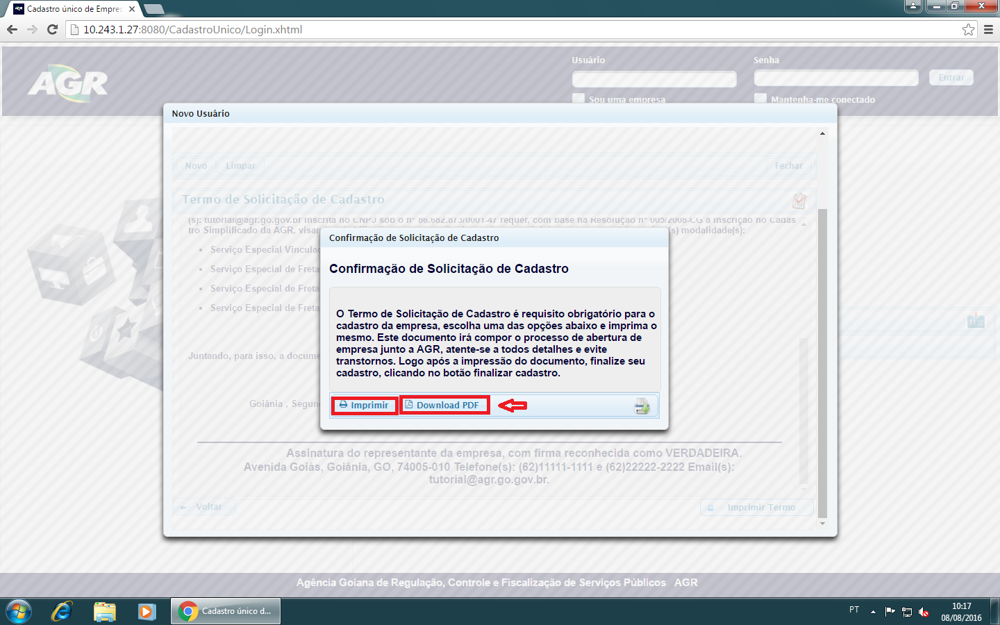 Cadastro único de Empres
10.243.1.27:8080/CadastroUnico/Login.xhtml
AGR
Usuário
Senha
Entrar
Sou uma empresa
Mantenha-me conectado
Novo Usuário
Novo
Limpar
Fechar
Termo de Solicitação de Cadastro
(s): tutorial@agr.go.gov.br inscrita no CNPJ sob o nº 86.682.873/0001-47 requer, com base na Resolução nº 005/2008-CG a Inscrição no Cadas
tro Simplificado da AGR,
(s) modalidade(s):
Serviço Especial Vincula
Serviço Especial de Freta
Serviço Especial de Freta
Serviço Especial de Freta
Juntando, para isso, a docume
Goiânia , Segun
Confirmação de Solicitação de Cadastro
Confirmação de Solicitação de Cadastro
O Termo de Solicitação de Cadastro é requisito obrigatório para o
cadastro da empresa, escolha uma das opções abaixo e imprima o
mesmo. Este documento irá compor o processo de abertura de
empresa junto a AGR, atente-se a todos detalhes e evite
transtornos. Logo após a impressão do documento, finalize seu
cadastro, clicando no botão finalizar cadastro.
Imprimir
Download PDF
Assinatura do representante da empresa, com firma reconhecida como VERDADEIRA.
Avenida Goiás, Goiânia, GO, 74005-010 Telefone(s): (62)11111-1111 e (62)22222-2222 Email(s):
tutorial@agr.go.gov.br.
Voltar
Imprimir Termo
Agência Goiana de Regulação, Controle e Fiscalização de Serviços Públicos AGR
Cadastro único d...
PT
10:17
08/08/2016